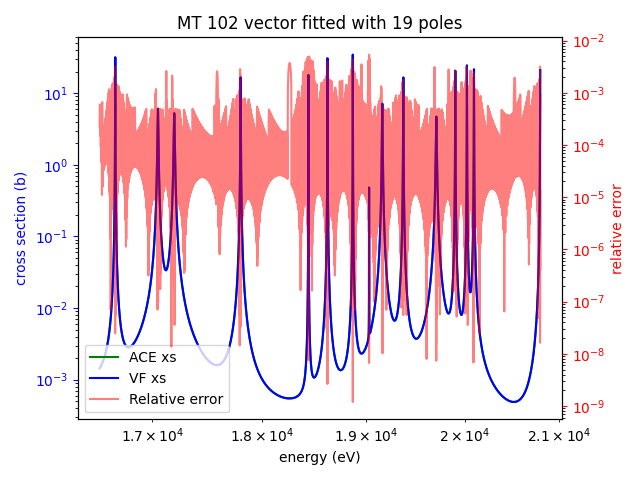 MT 102 vector fitted with 19 poles
cross section (b)
10¹
10⁰
10⁻¹
10⁻²
10⁻³
10⁻²
10⁻³
10⁻⁴
10⁻⁵
10⁻⁶
10⁻⁷
10⁻⁸
10⁻⁹
relative error
ACE xs
VF xs
Relative error
1.7 × 10⁴ 1.8 × 10⁴ 1.9 × 10⁴ 2 × 10⁴ 2.1 × 10⁴
energy (eV)